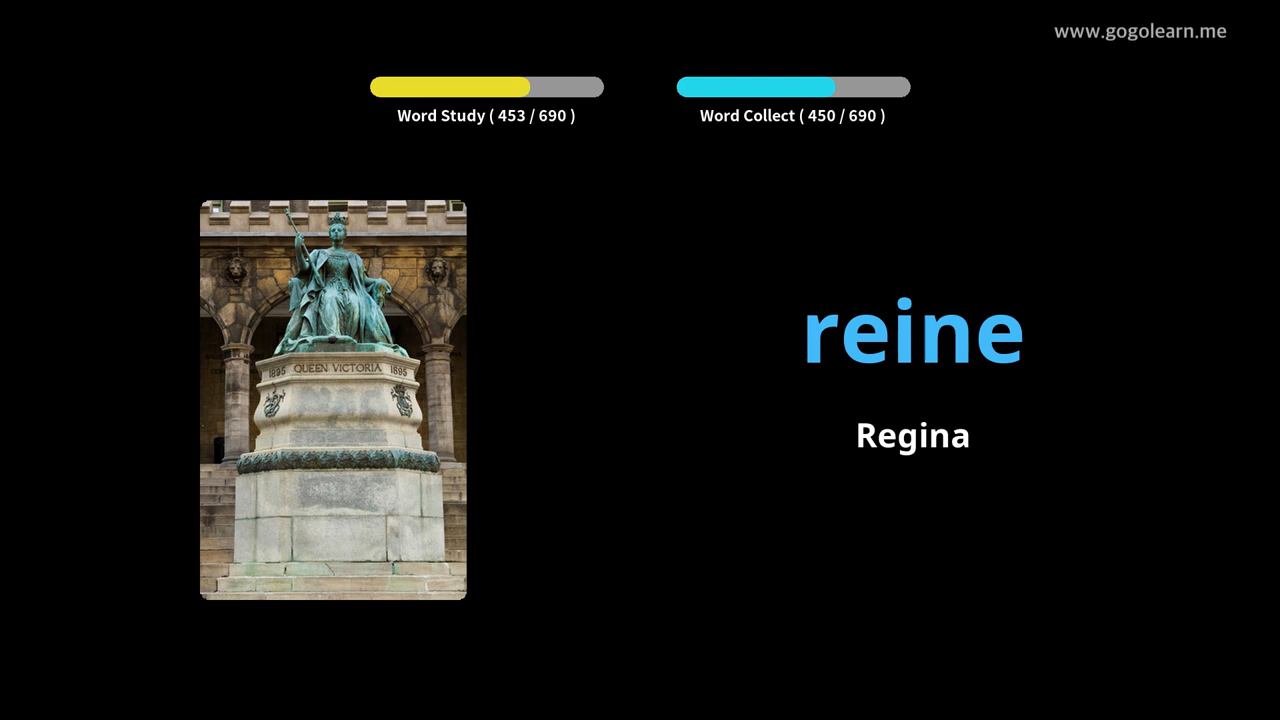 www.gogolearn.me
Word Study ( 453 / 690 )
Word Collect ( 450 / 690 )
1895 QUEEN VICTORIA 1895
reine
Regina